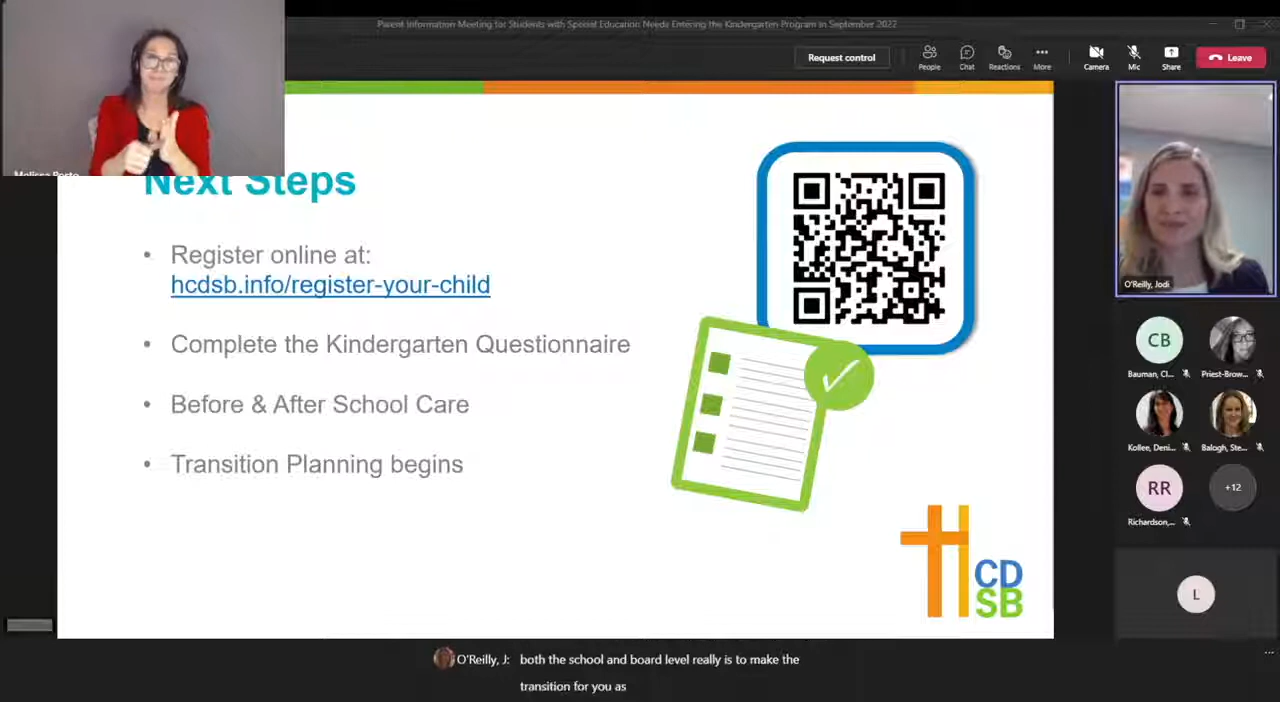 Parent Information Meeting for Students with Special Education Needs Entering the Kindergarten Program in September 2022
Request control
People
Chat
Reactions
More
Camera
Mic
Share
Leave
Next Steps
• Register online at:
hcdsb.info/register-your-child
• Complete the Kindergarten Questionnaire
• Before & After School Care
• Transition Planning begins
CD
SB
O'Reilly, Jodi
CB
Bauman, Cl...
Priest-Brow...
Kollee, Deni...
Balogh, Ste...
RR
+12
Richardson,...
L
O'Reilly, J: both the school and board level really is to make the
transition for you as